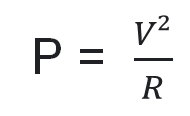 P = V²/R